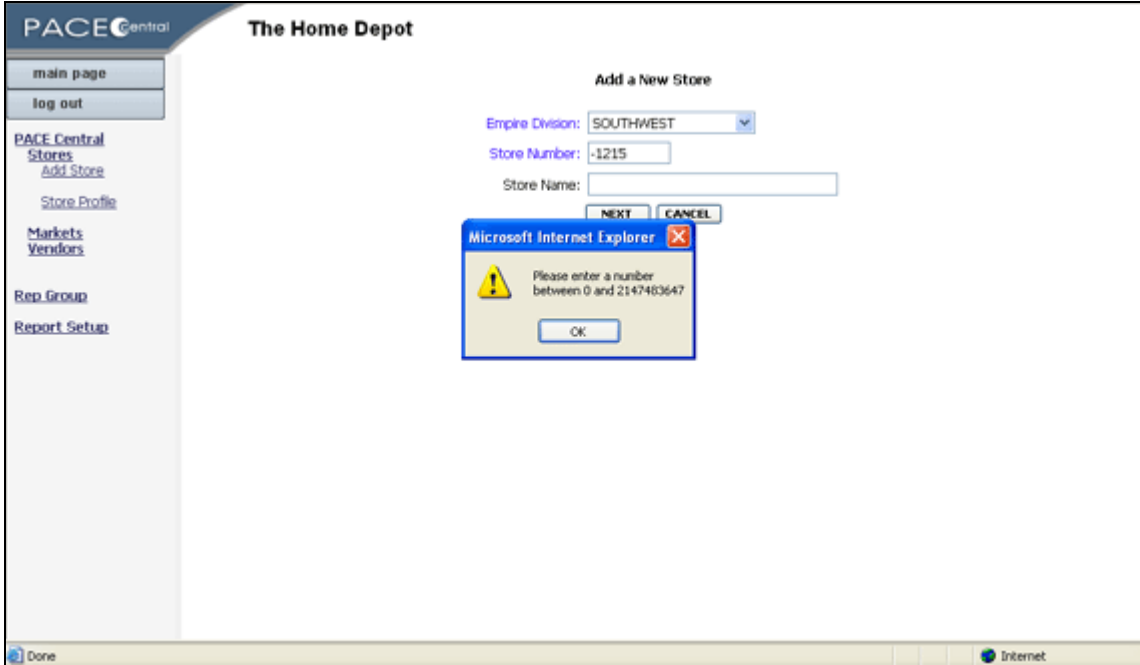 PACE Central
The Home Depot
main page
log out
PACE Central
Stores
Add Store
Store Profile
Markets
Vendors
Rep Group
Report Setup
Add a New Store
Empire Division: SOUTHWEST
Store Number: -1215
Store Name:
NEXT CANCEL
Microsoft Internet Explorer
Please enter a number
between 0 and 2147483647
OK
Done Internet